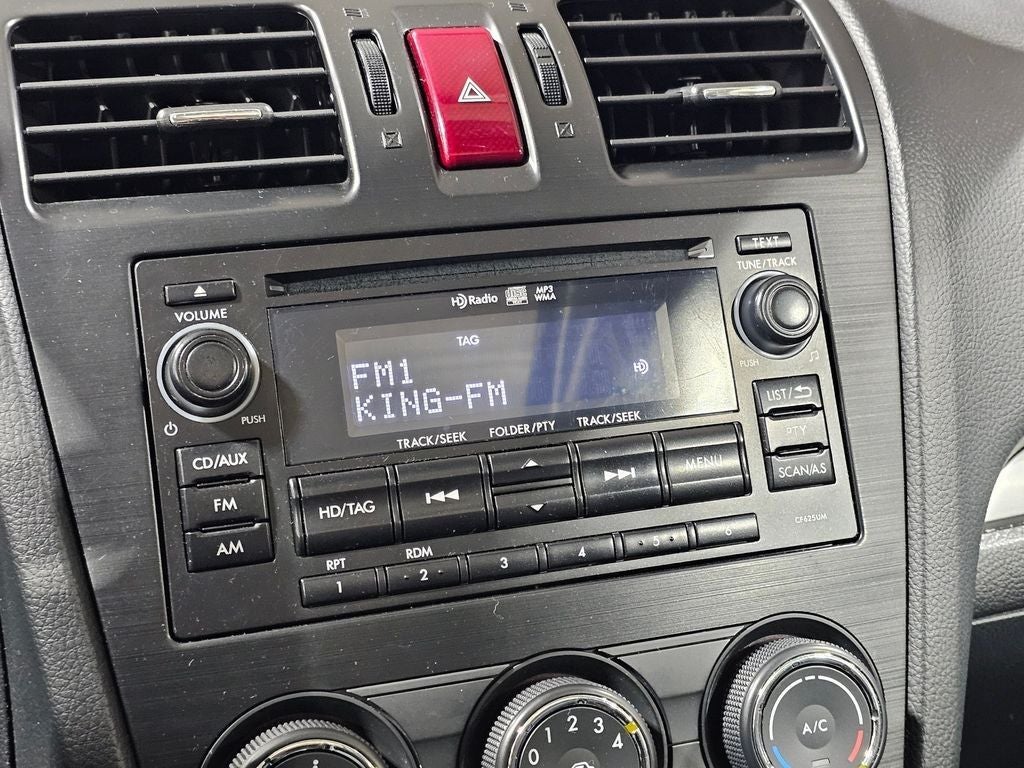 TEXT
TUNE/TRACK
HD Radio
disc
MP3
WMA
VOLUME
TAG
FM1
HD
KING-FM
PUSH
PUSH
TRACK/SEEK
FOLDER/PTY
TRACK/SEEK
LIST/
PTY
SCAN/AS
CD/AUX
FM
AM
HD/TAG
MENU
CF625UM
RPT
RDM
1
2
3
4
5
6
0
1
2
3
4
A/C